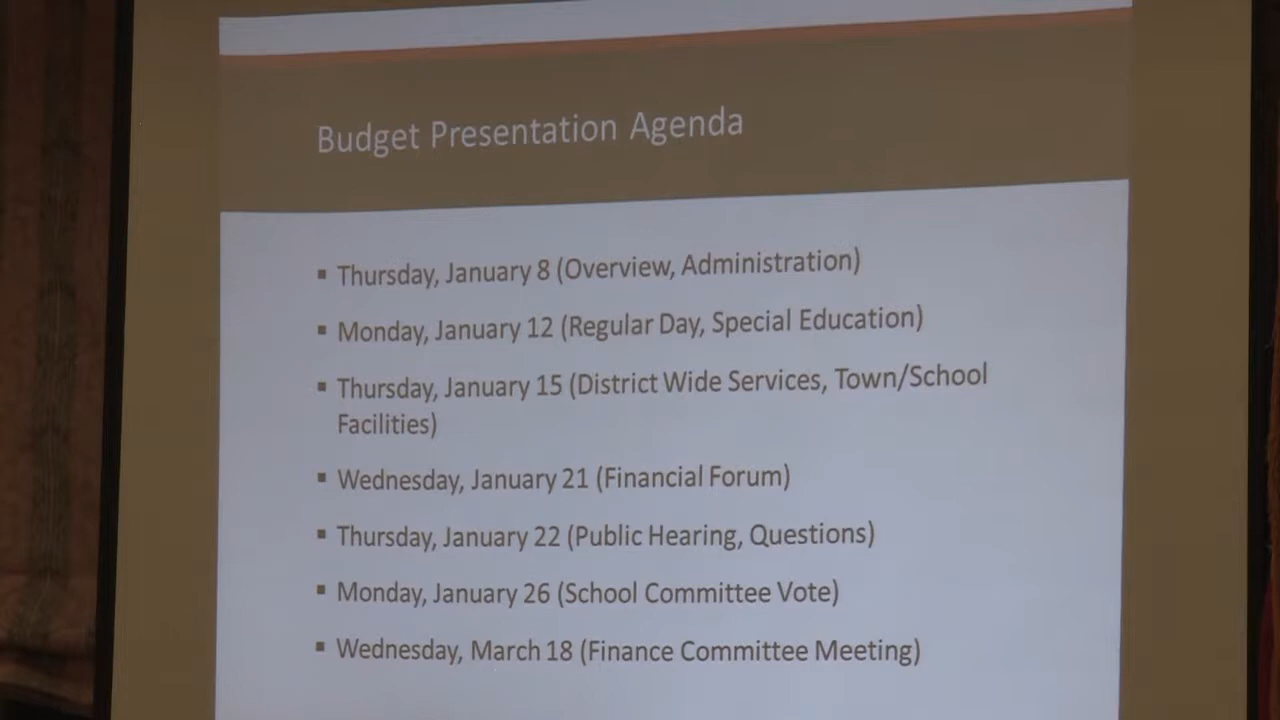 Budget Presentation Agenda
▪ Thursday, January 8 (Overview, Administration)
▪ Monday, January 12 (Regular Day, Special Education)
▪ Thursday, January 15 (District Wide Services, Town/School
Facilities)
▪ Wednesday, January 21 (Financial Forum)
▪ Thursday, January 22 (Public Hearing, Questions)
▪ Monday, January 26 (School Committee Vote)
▪ Wednesday, March 18 (Finance Committee Meeting)